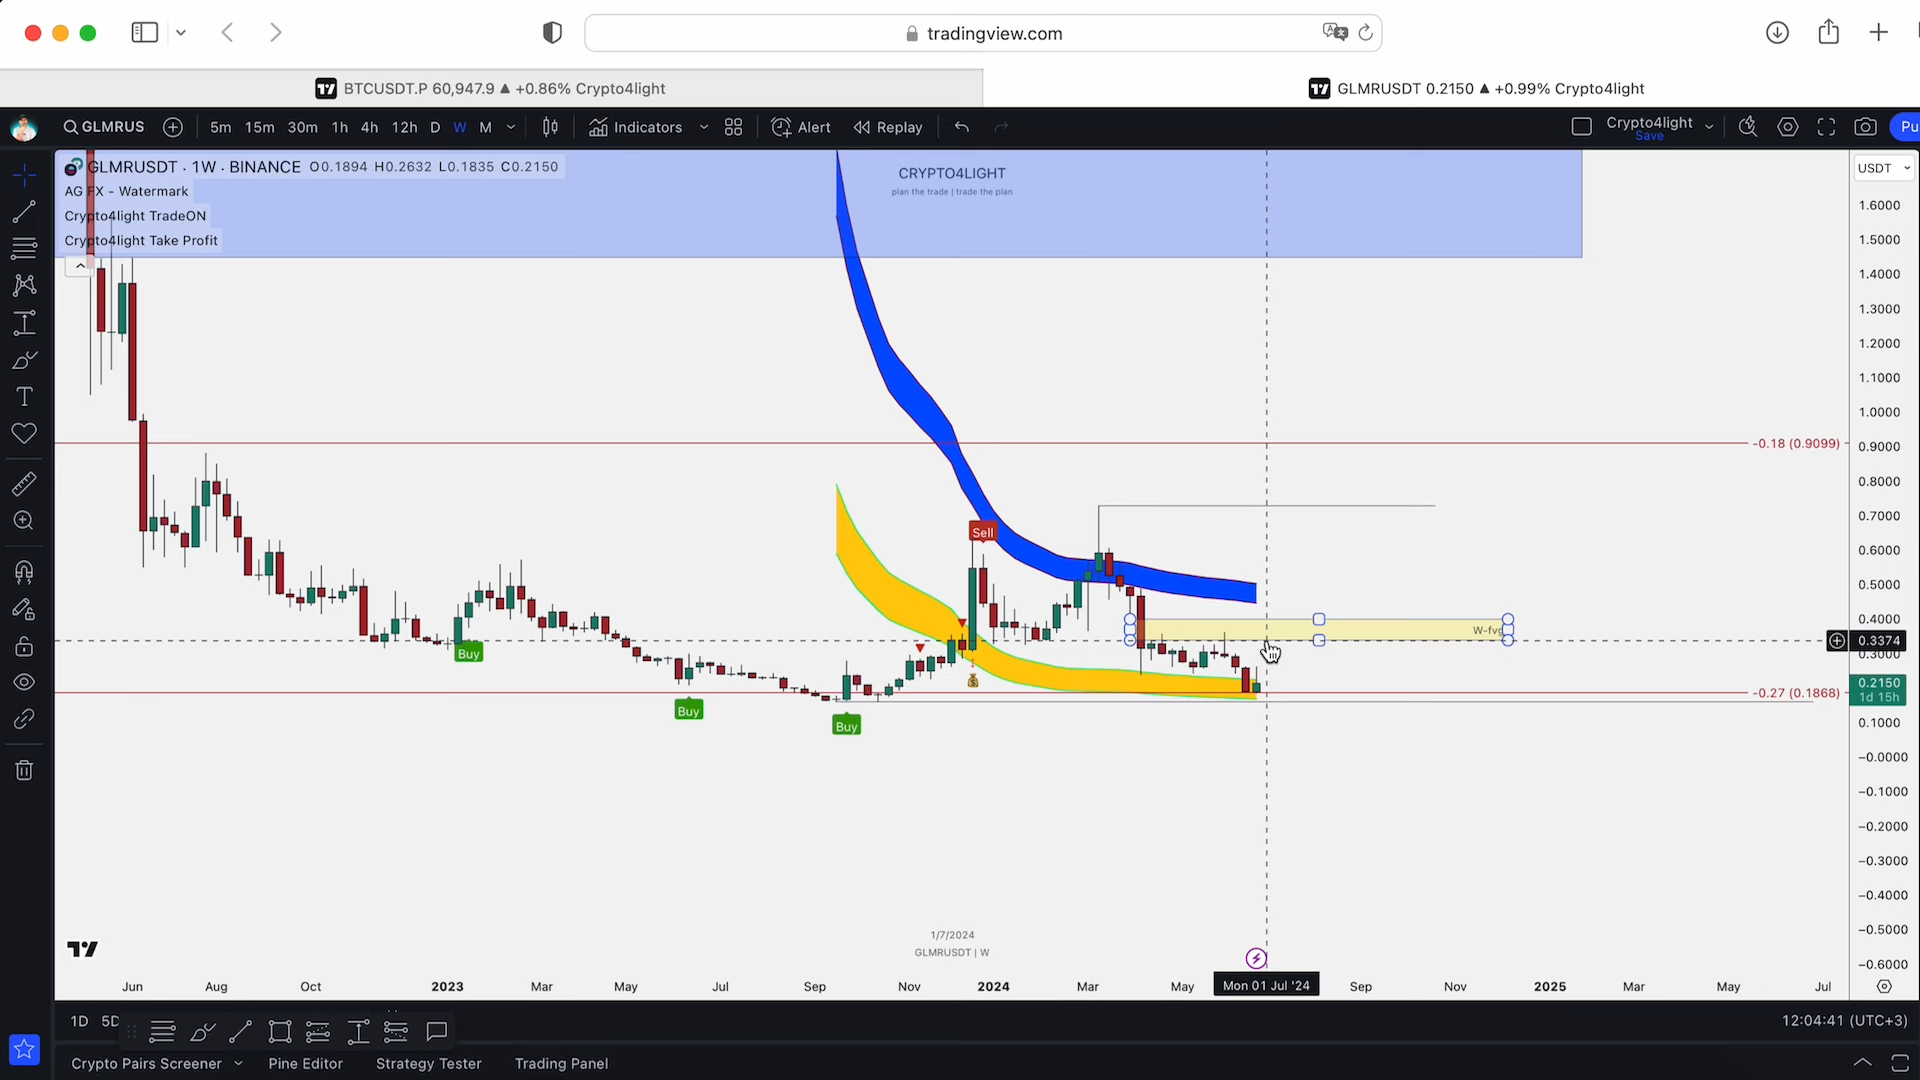 tradingview.com
BTCUSDT.P 60,947.9 ▲ +0.86% Crypto4light
GLMRUSDT 0.2150 ▲ +0.99% Crypto4light
GLMRUS
5m 15m 30m 1h 4h 12h D W M
Indicators
Alert
Replay
Crypto4light
Save
Pu
GLMRUSDT · 1W · BINANCE O0.1894 H0.2632 L0.1835 C0.2150
AG FX - Watermark
Crypto4light TradeON
Crypto4light Take Profit
CRYPTO4LIGHT
plan the trade | trade the plan
USDT
1.6000
1.5000
1.4000
1.3000
1.2000
1.1000
1.0000
0.9000
-0.18 (0.9099)
0.8000
0.7000
0.6000
0.5000
0.4000
0.3374
0.3000
0.2150
1d 15h
-0.27 (0.1868)
0.1000
−0.0000
−0.1000
−0.2000
−0.3000
−0.4000
−0.5000
−0.6000
Sell
W-fvg
Buy
Buy
Buy
1/7/2024
GLMRUSDT | W
Jun Aug Oct 2023 Mar May Jul Sep Nov 2024 Mar May Mon 01 Jul '24 Sep Nov 2025 Mar May Jul
1D 5D
12:04:41 (UTC+3)
Crypto Pairs Screener Pine Editor Strategy Tester Trading Panel